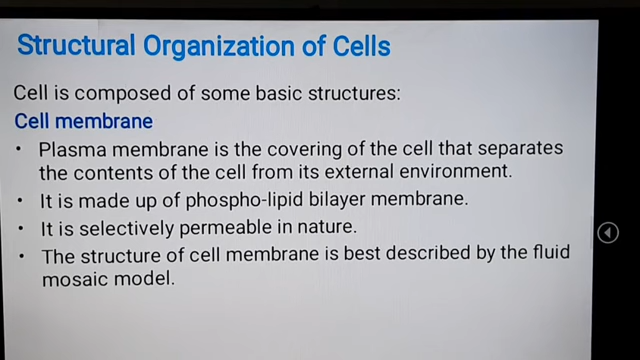 Structural Organization of Cells
Cell is composed of some basic structures:
Cell membrane
• Plasma membrane is the covering of the cell that separates
the contents of the cell from its external environment.
• It is made up of phospho-lipid bilayer membrane.
• It is selectively permeable in nature.
• The structure of cell membrane is best described by the fluid
mosaic model.